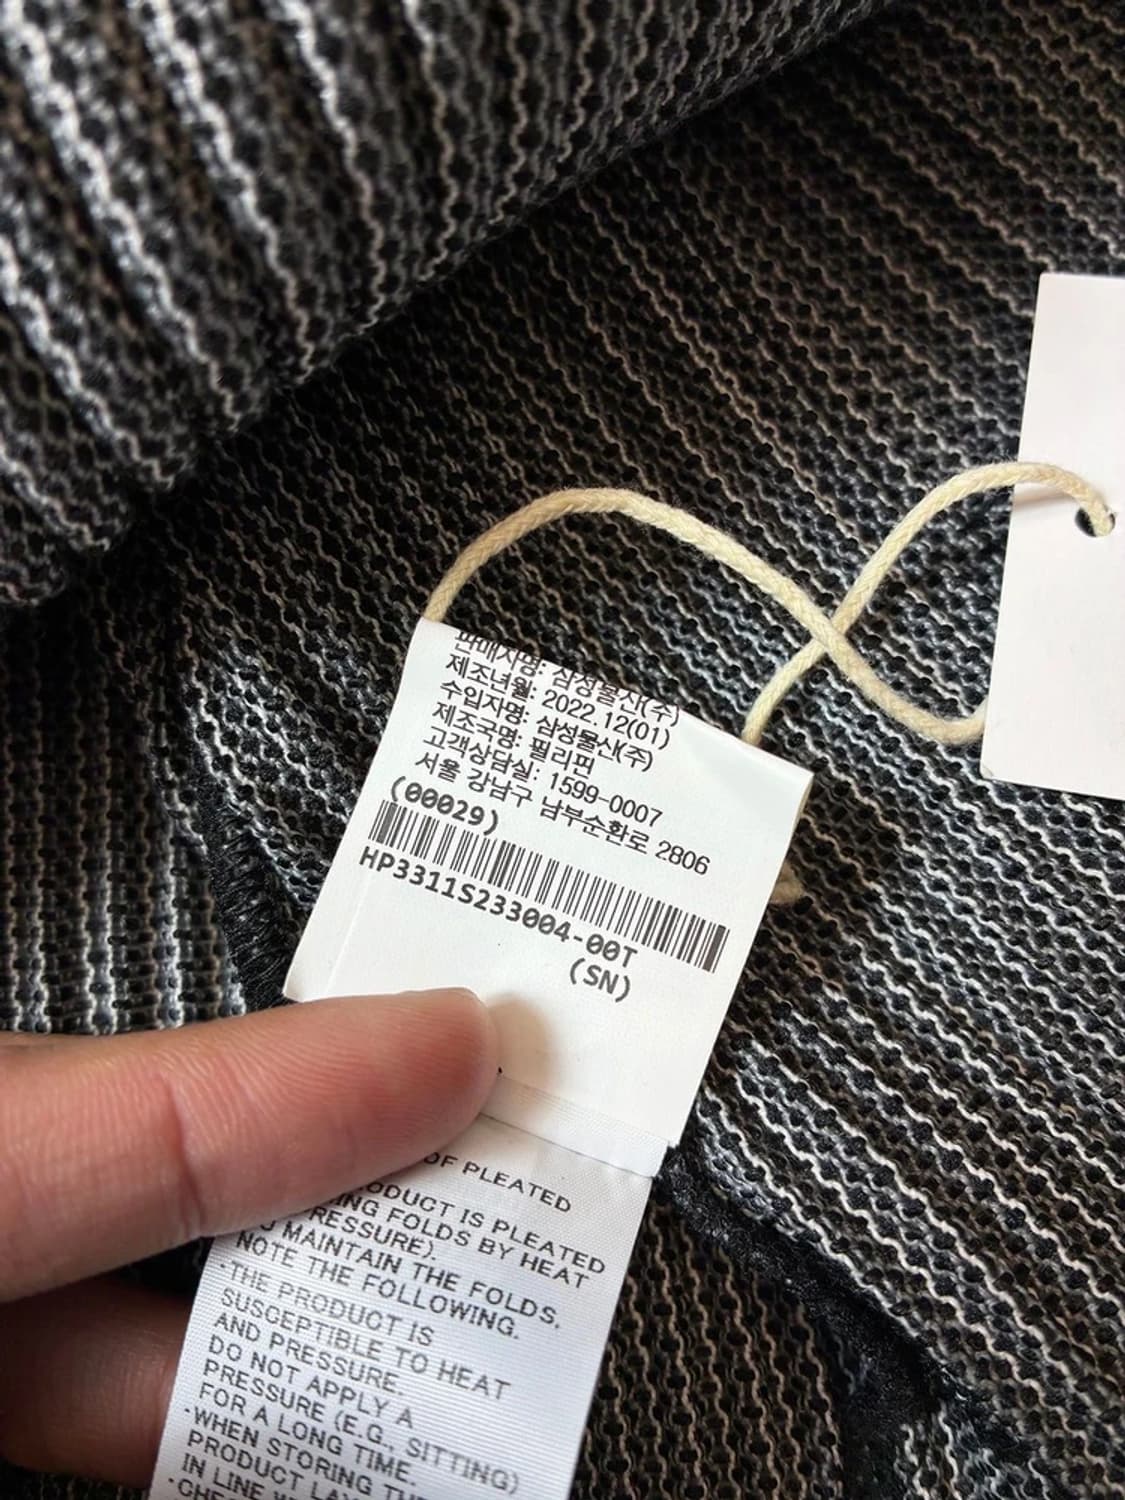 판매자명: 삼성물산(주)
제조년월: 2022.12(01)
수입자명: 삼성물산(주)
제조국명: 필리핀
고객상담실: 1599-0007
서울 강남구 남부순환로 2806
(00029)
HP3311S233004-00T
(SN)
OF PLEATED
PRODUCT IS PLEATED
FOLDS BY HEAT
PRESSURE).
MAINTAIN THE FOLDS,
NOTE THE FOLLOWING.
·THE PRODUCT IS
SUSCEPTIBLE TO HEAT
AND PRESSURE.
DO NOT APPLY A
PRESSURE (E.G., SITTING)
FOR A LONG TIME.
·WHEN STORING THE
PRODUCT
IN LINE